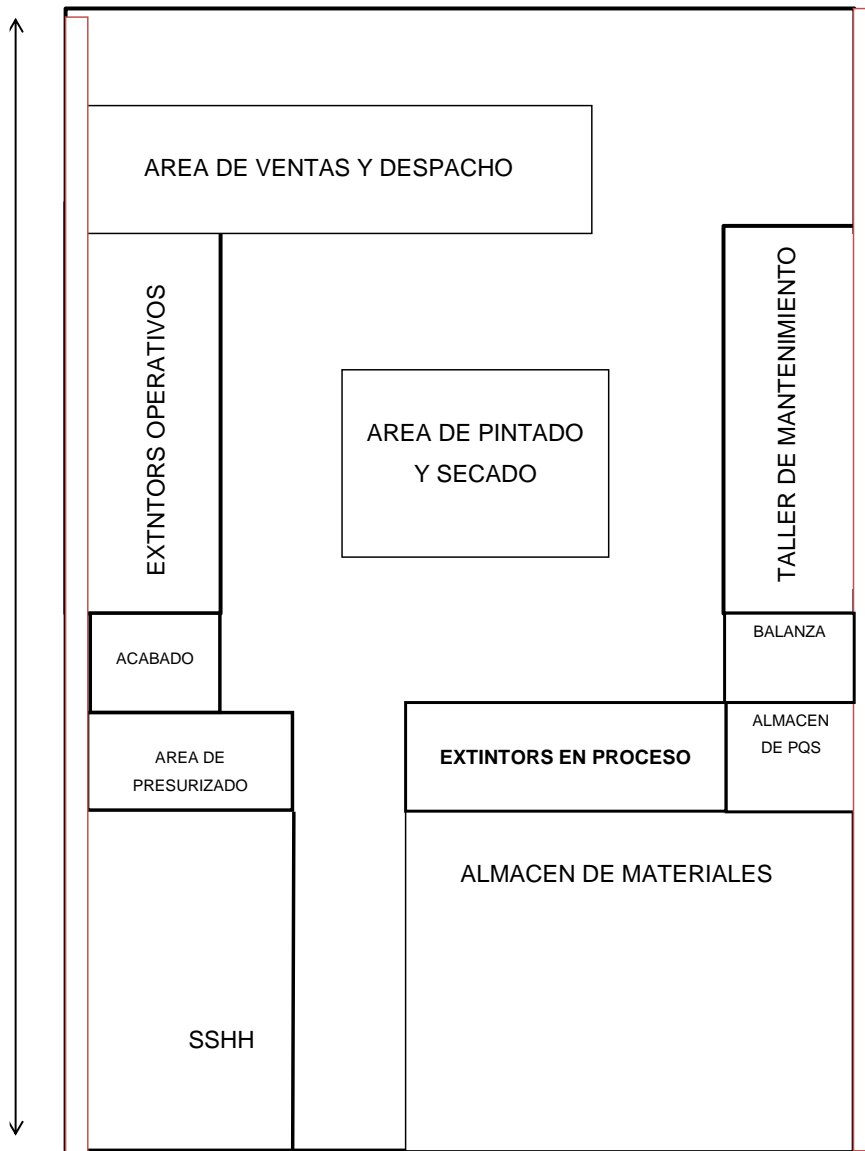 AREA DE VENTAS Y DESPACHO
EXTNTORS OPERATIVOS
TALLER DE MANTENIMIENTO
AREA DE PINTADO
Y SECADO
ACABADO
BALANZA
AREA DE
PRESURIZADO
EXTINTORS EN PROCESO
ALMACEN
DE PQS
ALMACEN DE MATERIALES
SSHH